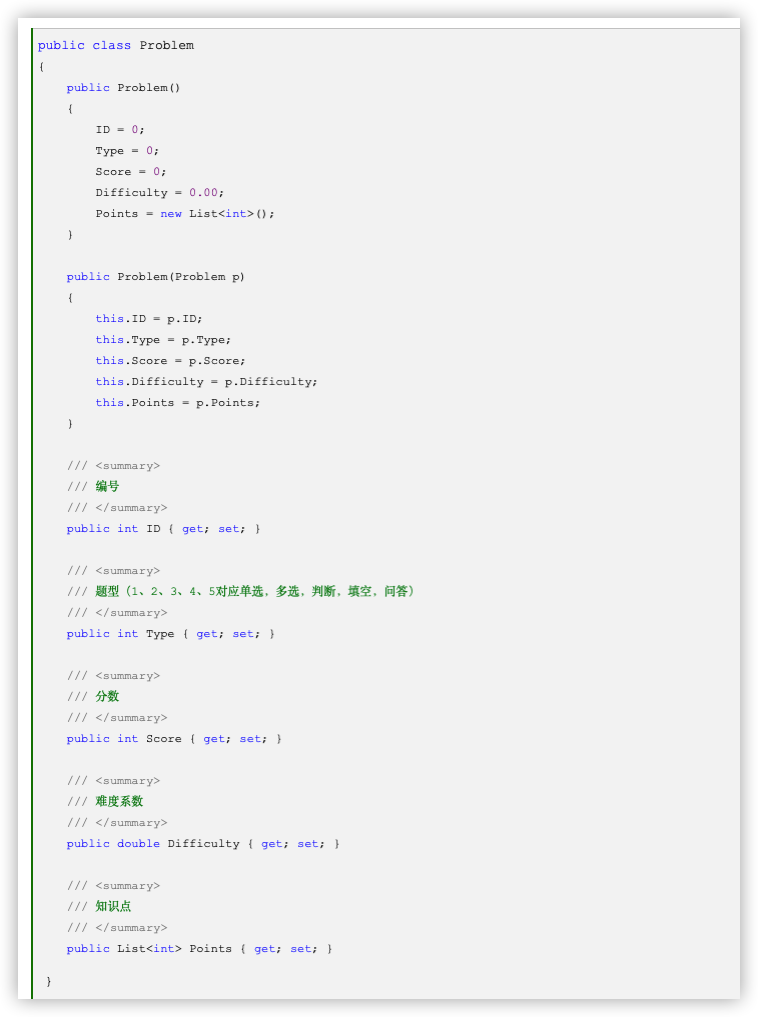 public class Problem
{
    public Problem()
    {
        ID = 0;
        Type = 0;
        Score = 0;
        Difficulty = 0.00;
        Points = new List<int>();
    }

    public Problem(Problem p)
    {
        this.ID = p.ID;
        this.Type = p.Type;
        this.Score = p.Score;
        this.Difficulty = p.Difficulty;
        this.Points = p.Points;
    }

    /// <summary>
    /// 编号
    /// </summary>
    public int ID { get; set; }

    /// <summary>
    /// 题型（1、2、3、4、5对应单选，多选，判断，填空，问答）
    /// </summary>
    public int Type { get; set; }

    /// <summary>
    /// 分数
    /// </summary>
    public int Score { get; set; }

    /// <summary>
    /// 难度系数
    /// </summary>
    public double Difficulty { get; set; }

    /// <summary>
    /// 知识点
    /// </summary>
    public List<int> Points { get; set; }
}